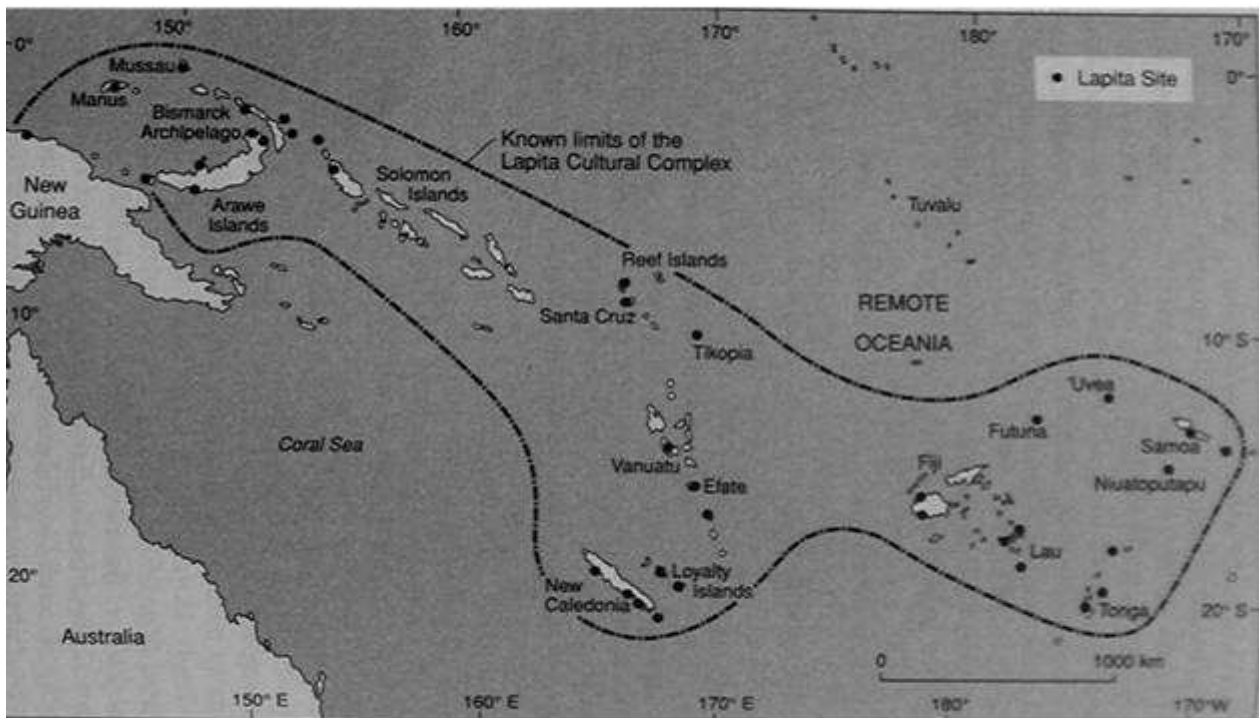 150°
160°
170°
180°
170°
0°
0°
Mussau
Manus
Lapita Site
Bismarck
Archipelago
Known limits of the
Lapita Cultural Complex
New
Guinea
Solomon
Islands
Arawe
Islands
Tuvalu
Reef Islands
REMOTE
OCEANIA
10°
Santa Cruz
Tikopia
10° S
'Uvea
Futuna
Samoa
Coral Sea
Vanuatu
Fiji
Niuatoputapu
Efate
Lau
20°
New
Caledonia
Loyalty
Islands
Tonga
20° S
Australia
0
1000 km
150° E
160° E
170° E
180°
170°W